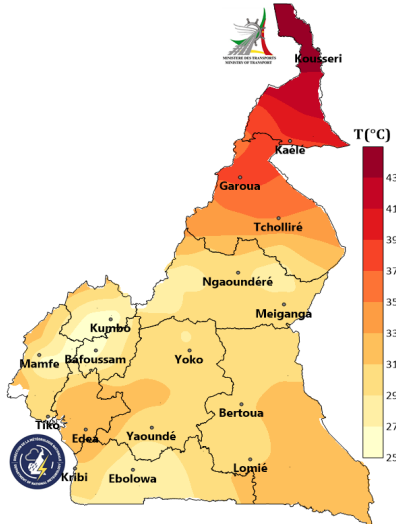 MINISTERE DES TRANSPORTS
MINISTRY OF TRANSPORT
Kousseri
T(°C)
Kaélé
Garoua
Tcholliré
Ngaoundéré
Meiganga
Kumbo
Mamfe
Bafoussam
Yoko
Tiko
Edea
Yaoundé
Bertoua
Kribi
Ebolowa
Lomié
43
41
39
37
35
33
31
29
27
25